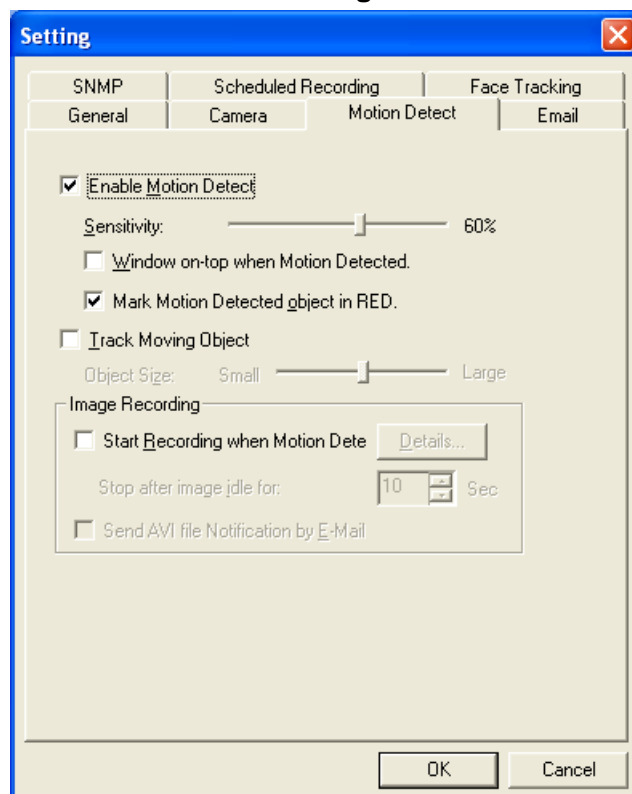 Setting
SNMP Scheduled Recording Face Tracking
General Camera Motion Detect Email
Enable Motion Detect
Sensitivity: 60%
Window on-top when Motion Detected.
Mark Motion Detected object in RED.
Track Moving Object
Object Size: Small Large
Image Recording
Start Recording when Motion Dete Details...
Stop after image idle for: 10 Sec
Send AVI file Notification by E-Mail
OK Cancel